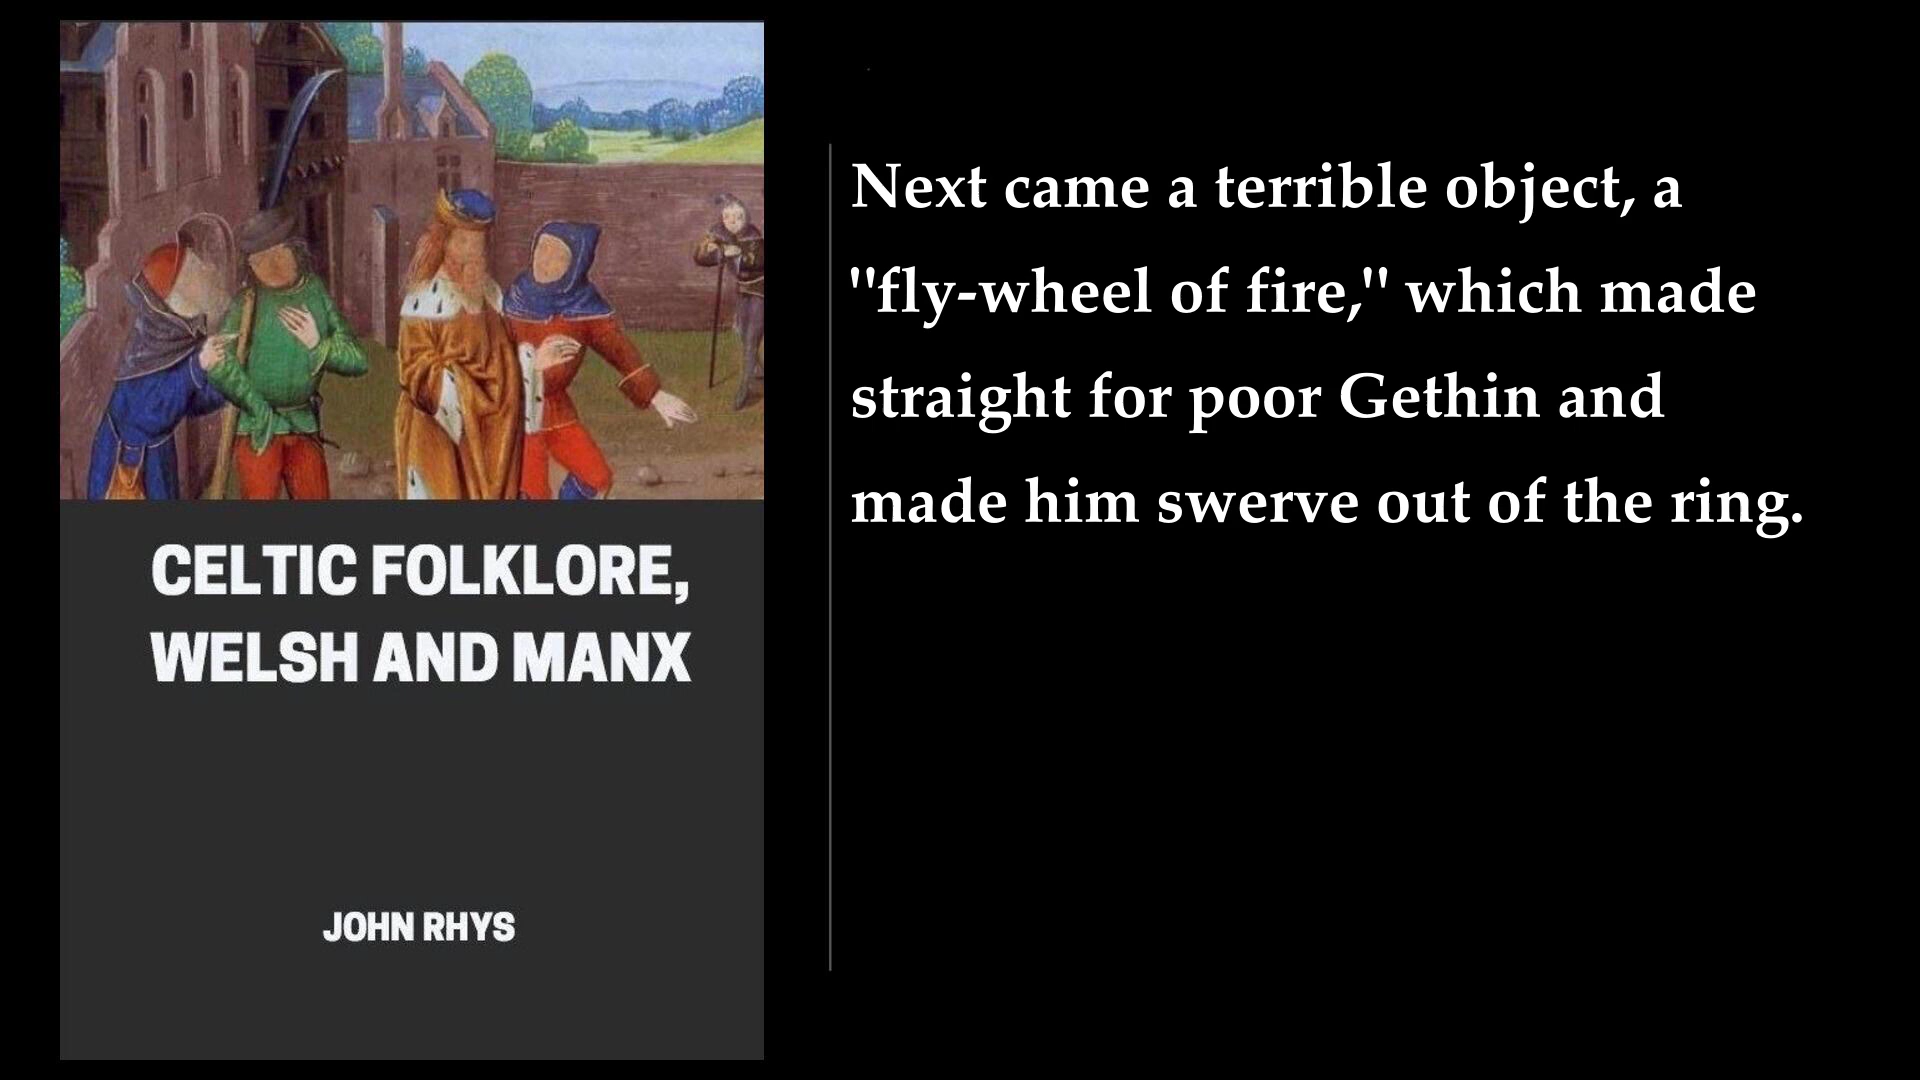 CELTIC FOLKLORE,
WELSH AND MANX
JOHN RHYS
Next came a terrible object, a
"fly-wheel of fire," which made
straight for poor Gethin and
made him swerve out of the ring.